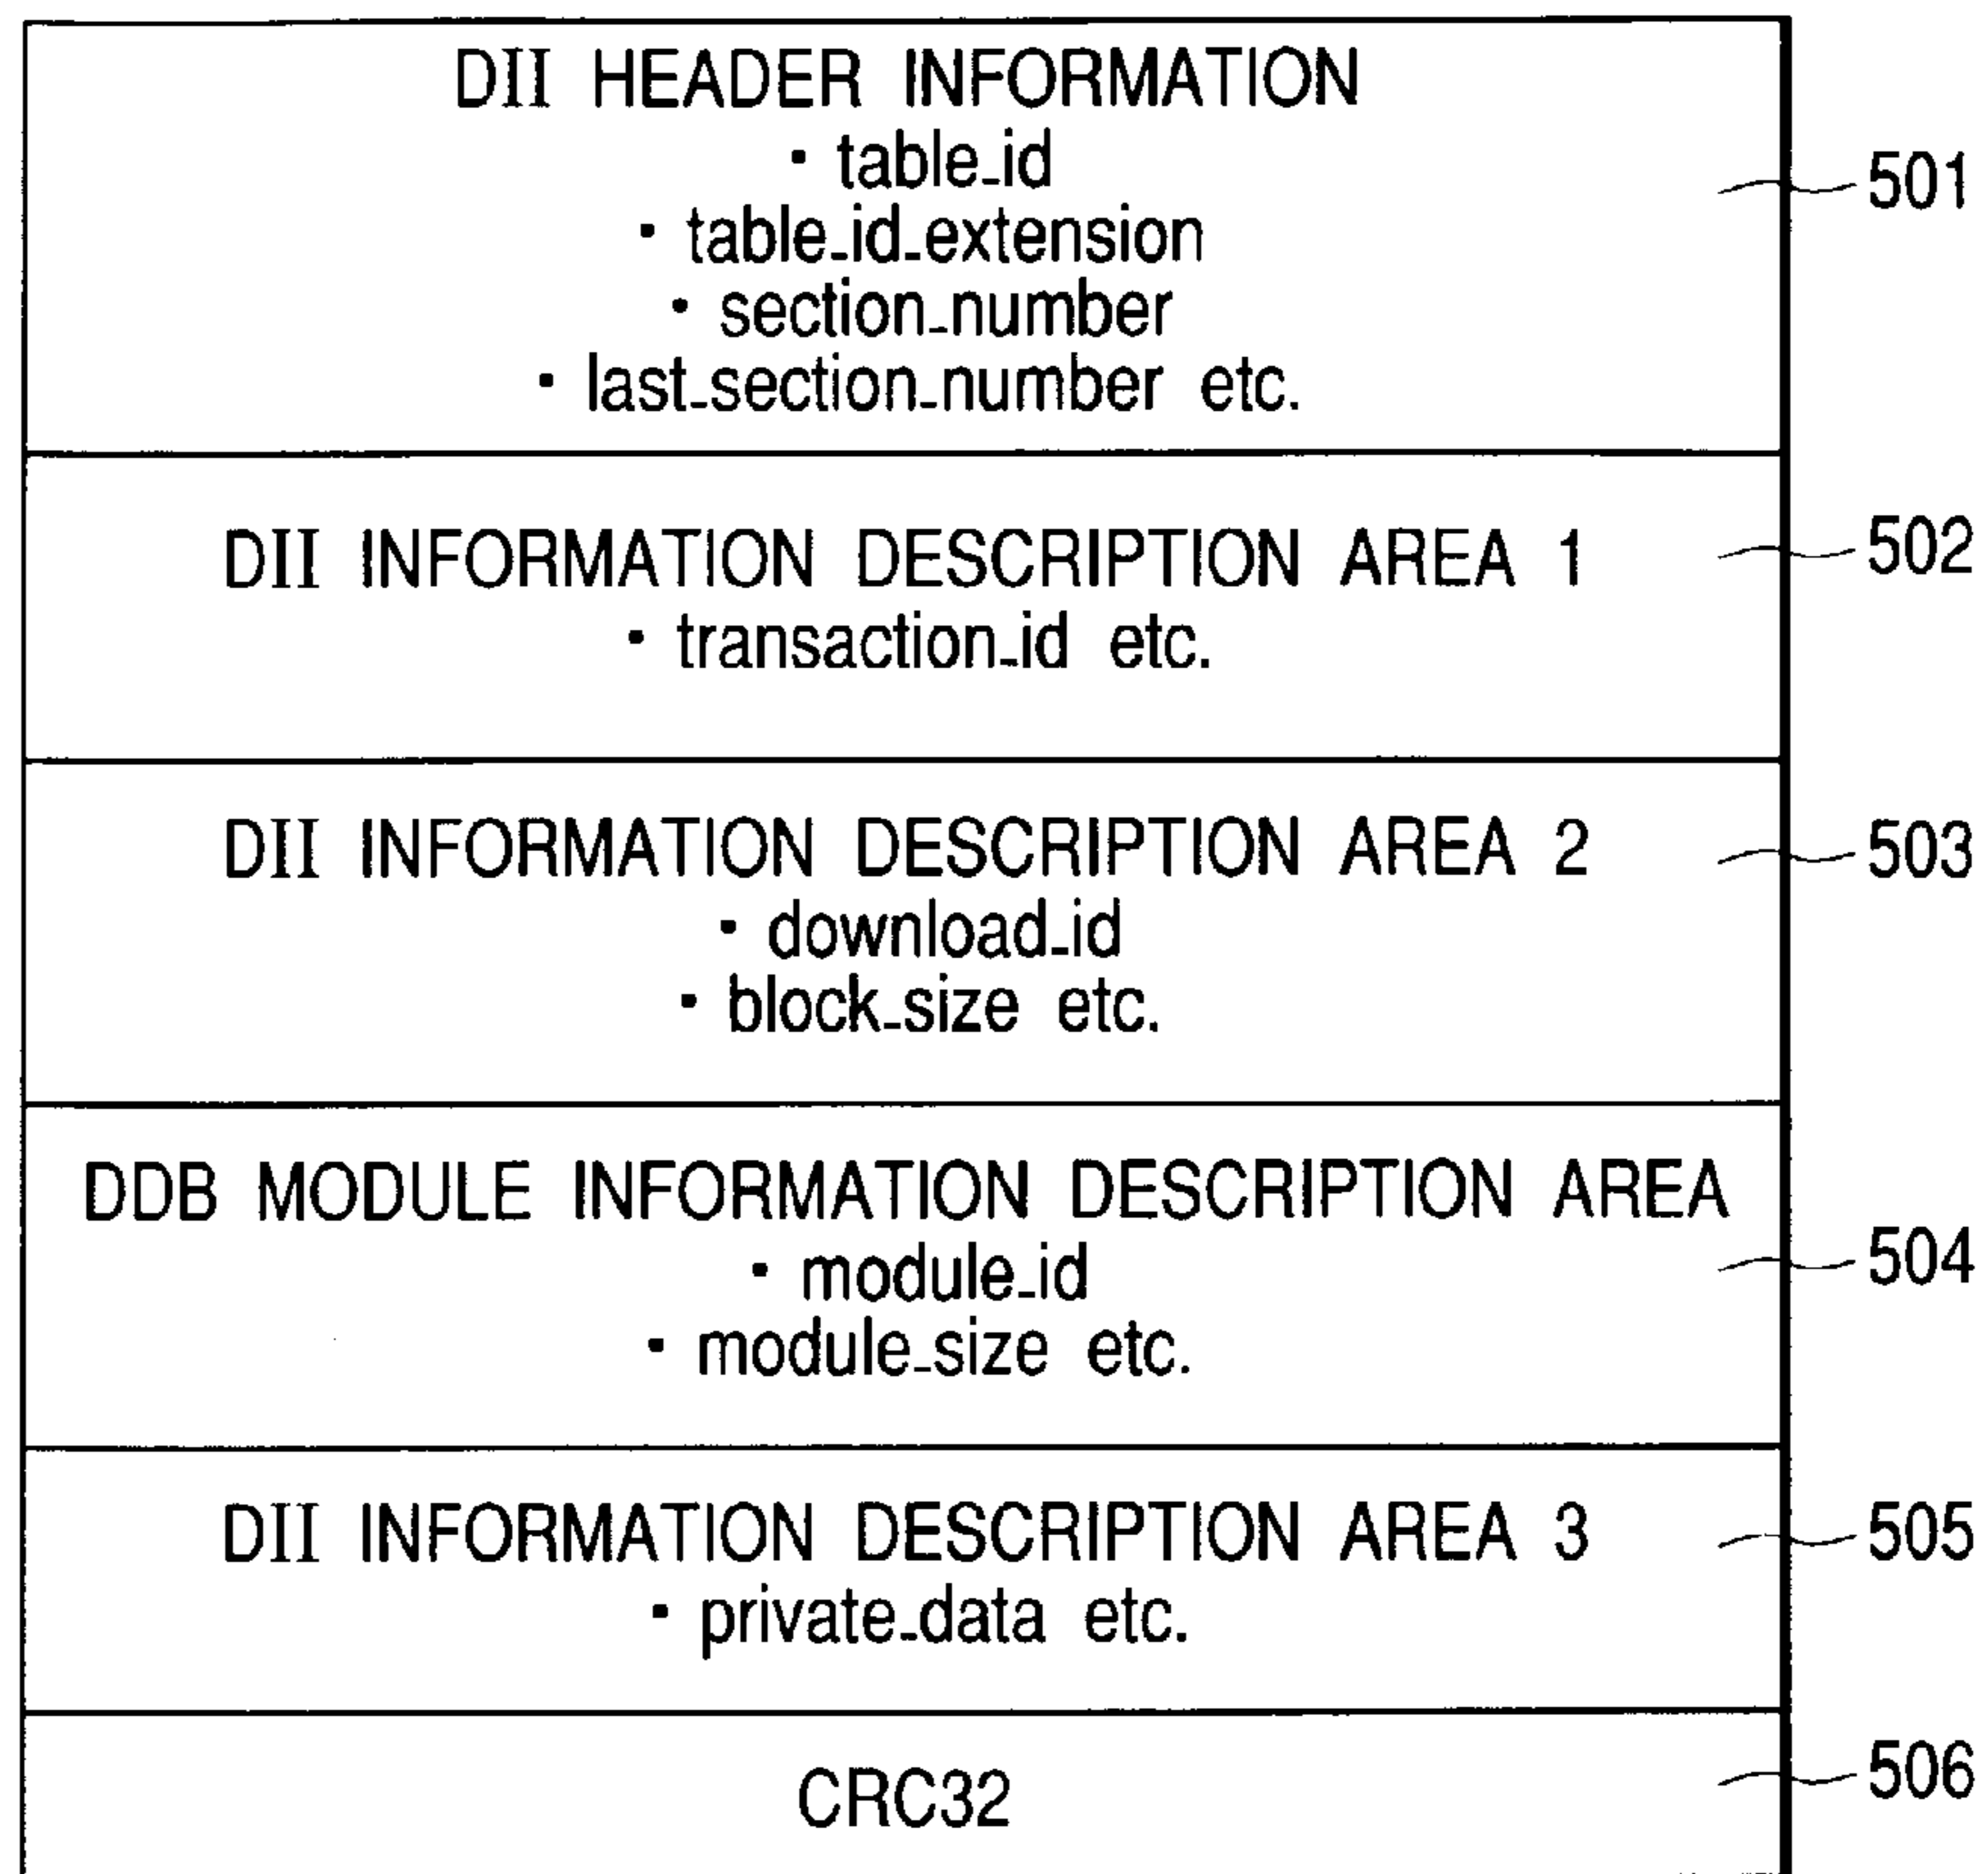 DII HEADER INFORMATION
・table_id
・table_id_extension
・section_number
・last_section_number etc.
501
DII INFORMATION DESCRIPTION AREA 1
502
・transaction_id etc.
DII INFORMATION DESCRIPTION AREA 2
503
・download_id
・block_size etc.
DDB MODULE INFORMATION DESCRIPTION AREA
・module_id
504
・module_size etc.
DII INFORMATION DESCRIPTION AREA 3
505
・private_data etc.
CRC32
506